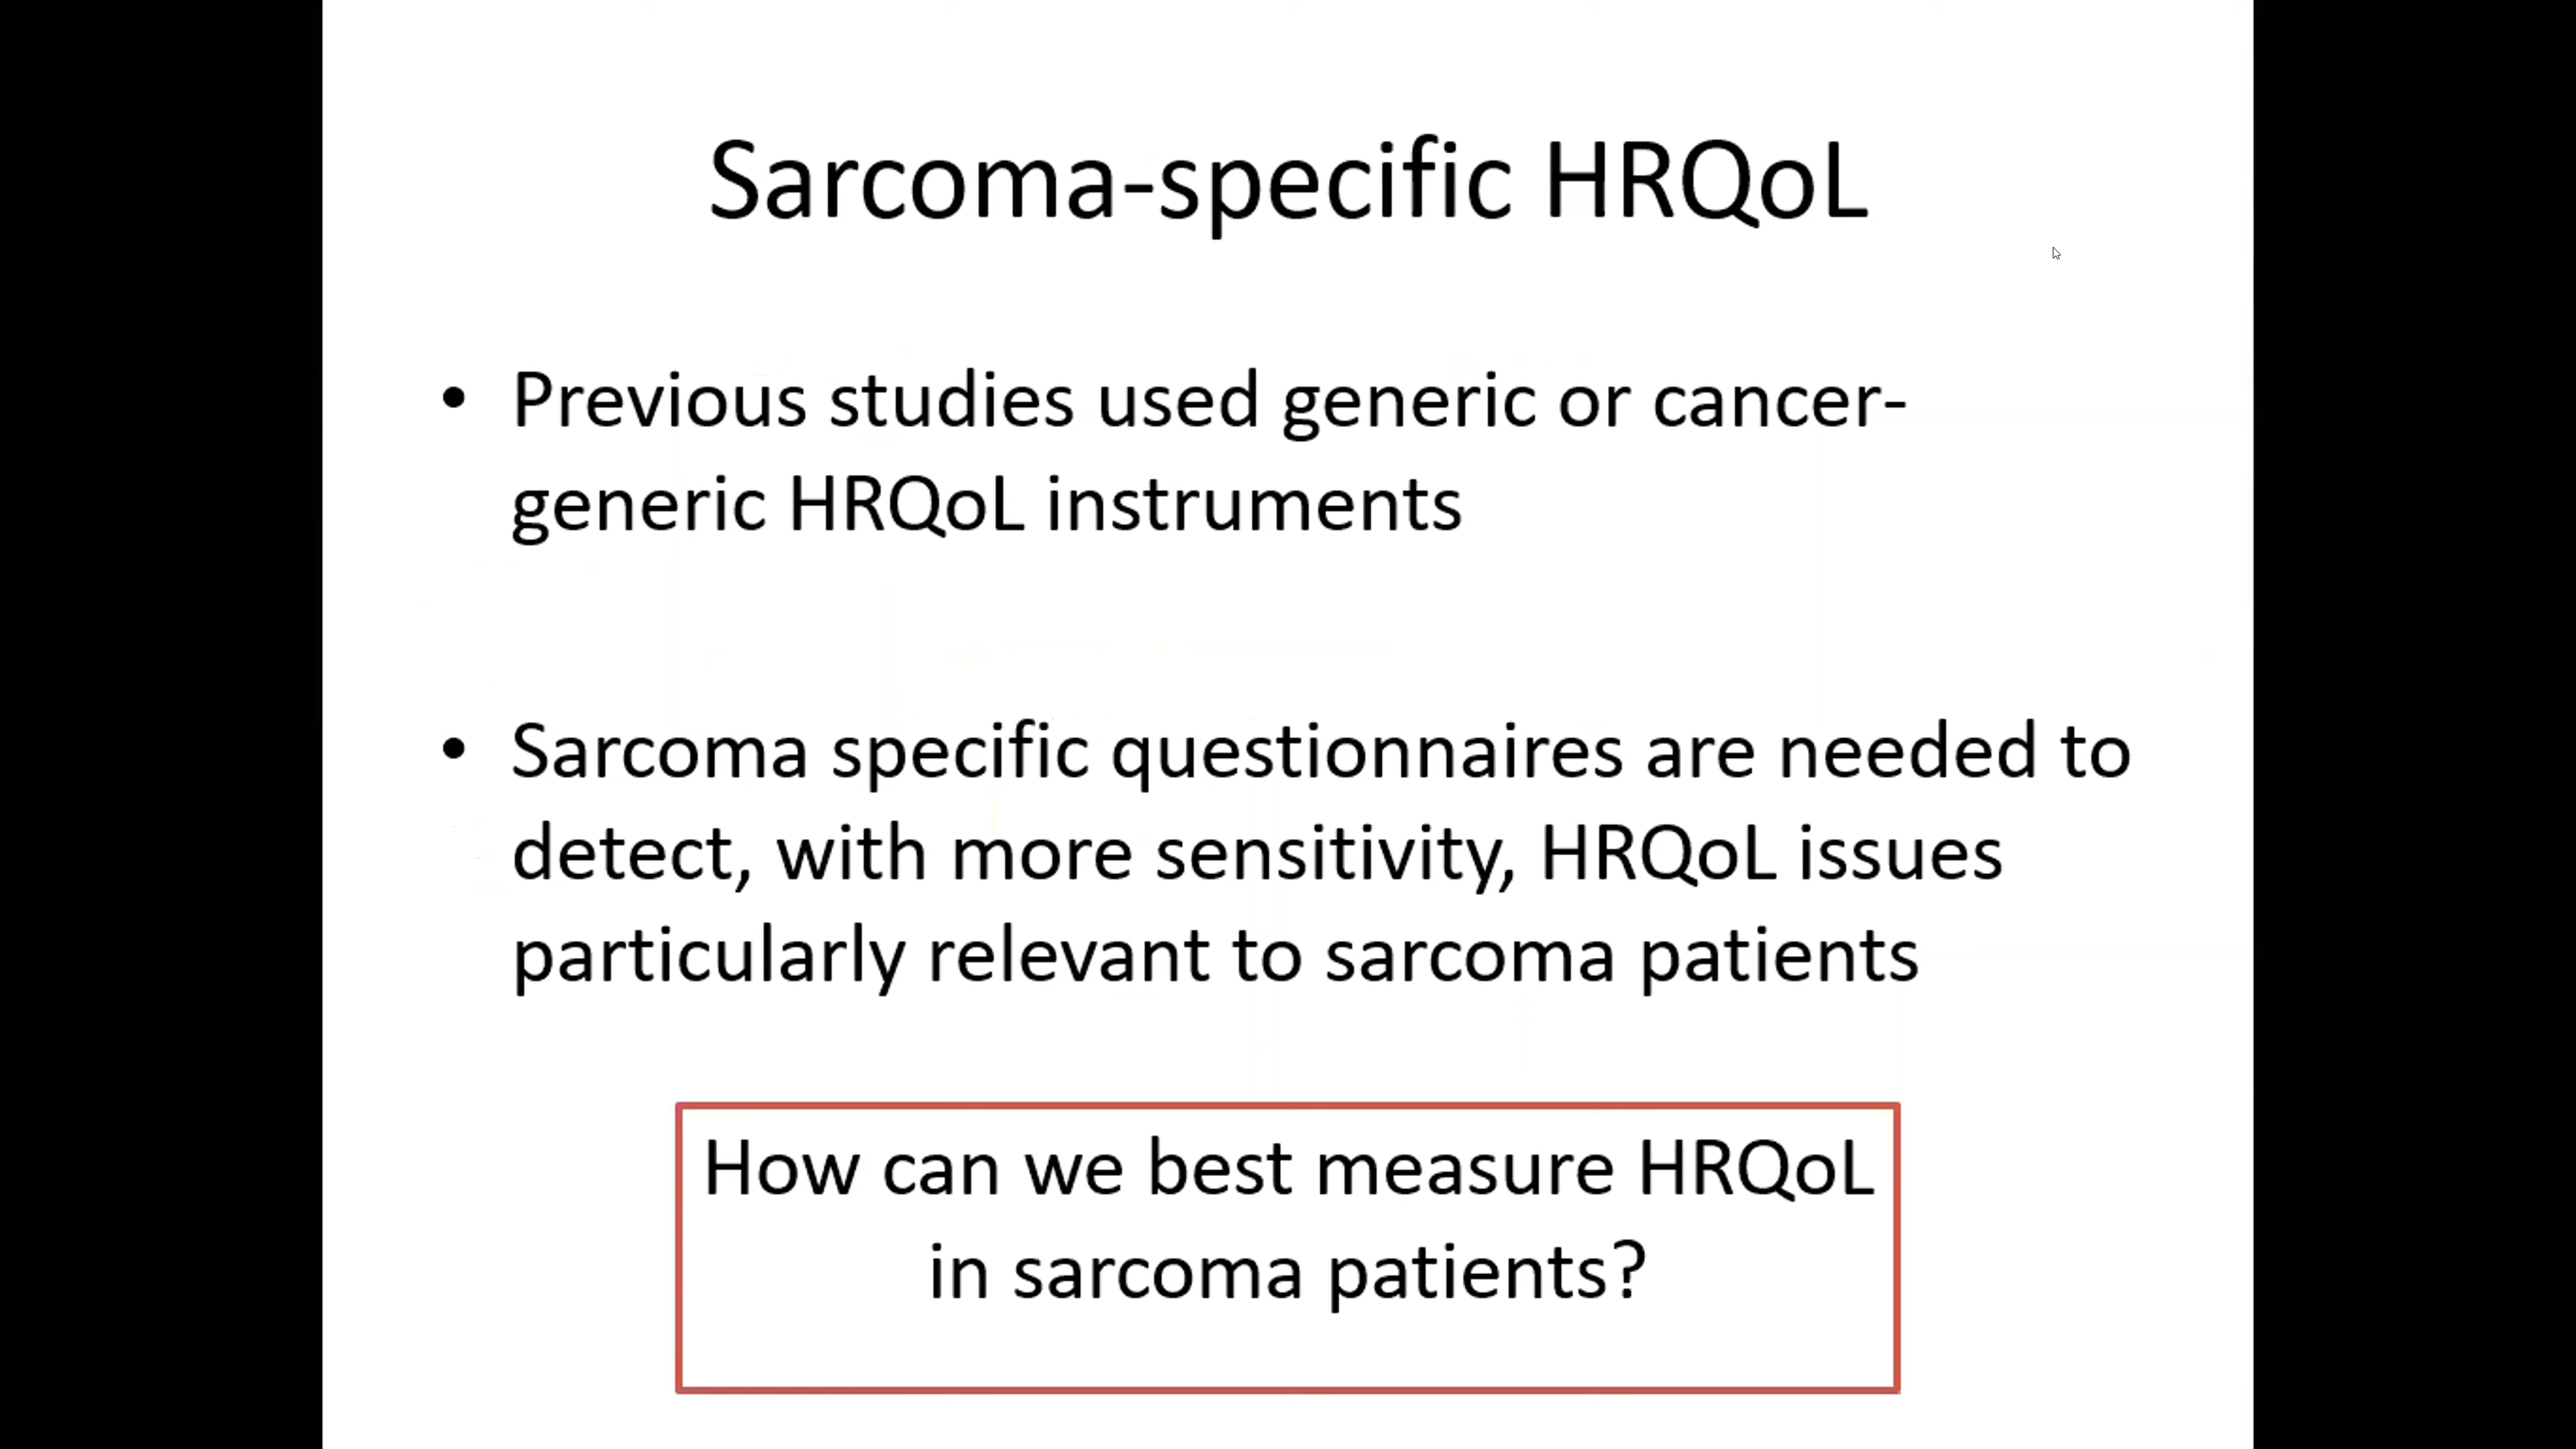 Sarcoma-specific HRQoL
• Previous studies used generic or cancer-
generic HRQoL instruments
• Sarcoma specific questionnaires are needed to
detect, with more sensitivity, HRQoL issues
particularly relevant to sarcoma patients
How can we best measure HRQoL
in sarcoma patients?